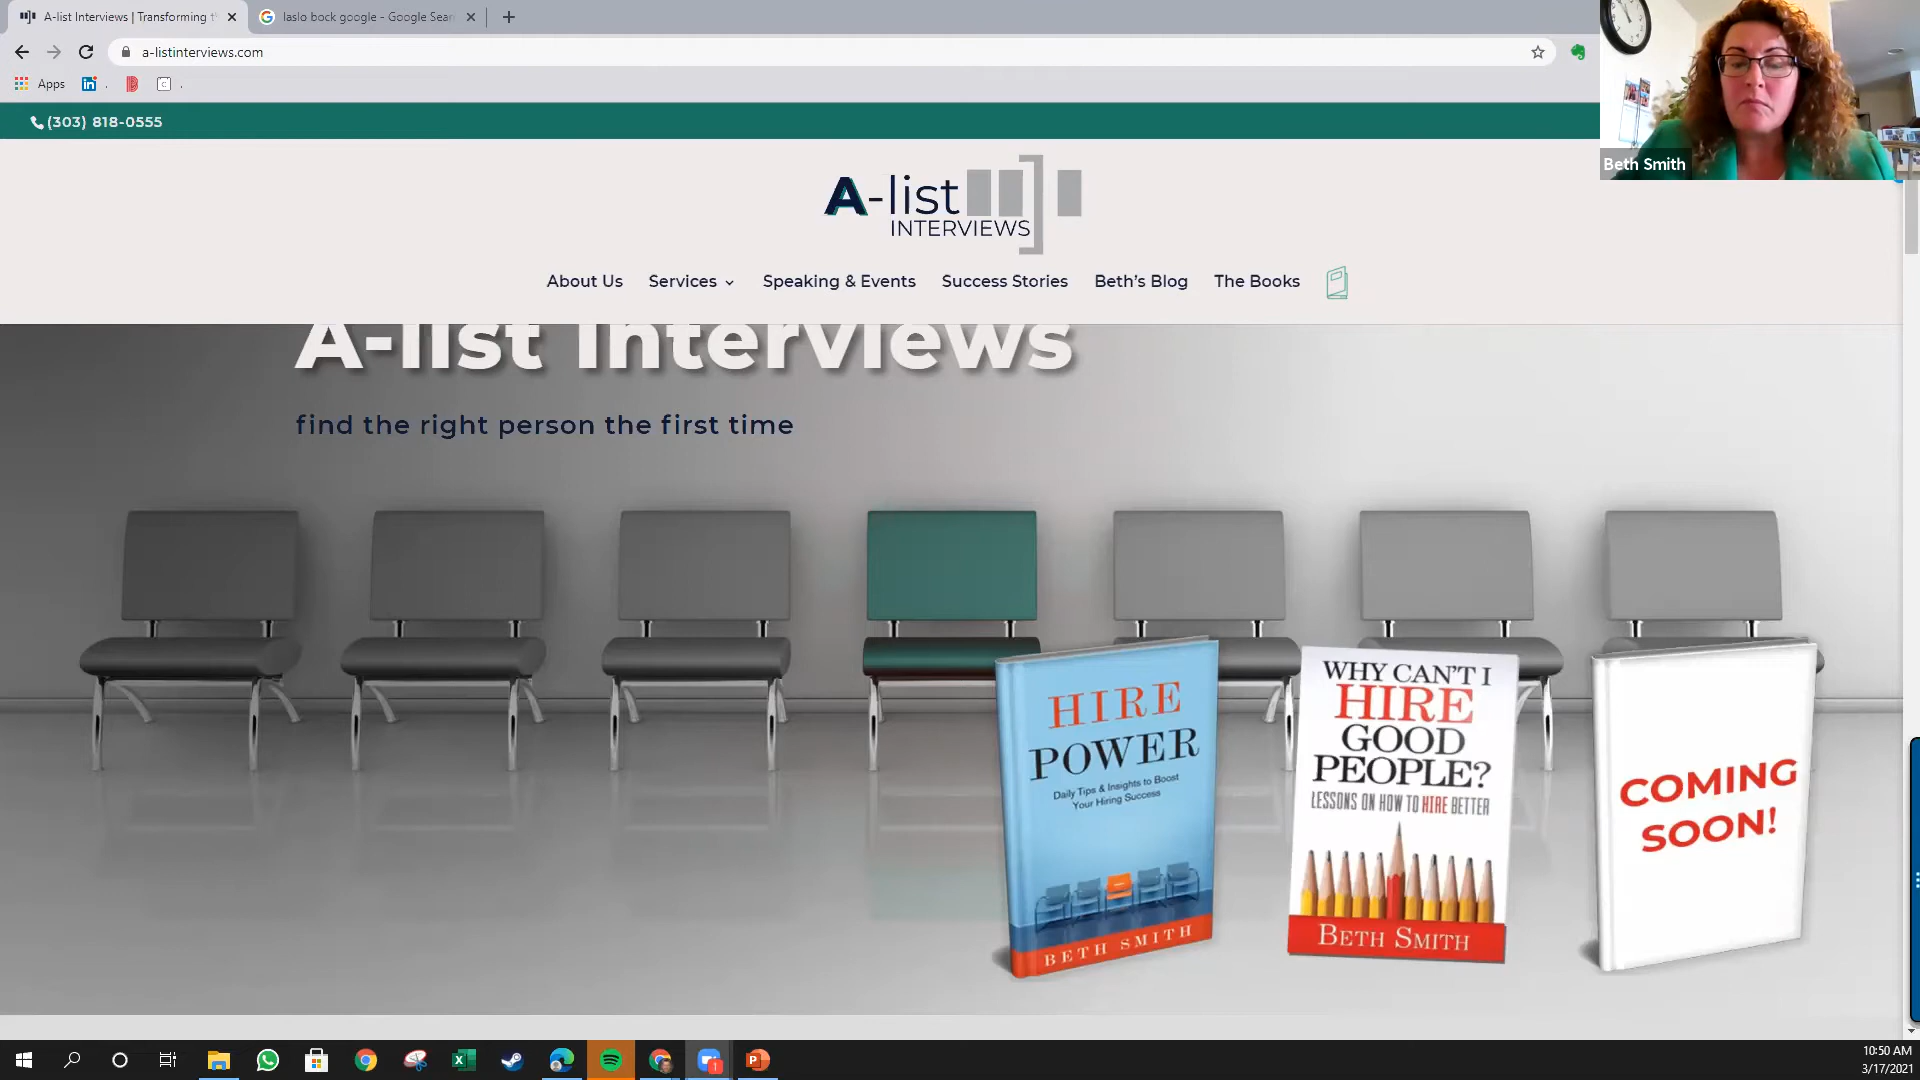 A-list Interviews | Transforming t
laslo bock google - Google Sear
a-listinterviews.com
Apps
(303) 818-0555
Beth Smith
A-list
INTERVIEWS
About Us
Services
Speaking & Events
Success Stories
Beth's Blog
The Books
A-list Interviews
find the right person the first time
HIRE
POWER
Daily Tips & Insights to Boost
Your Hiring Success
BETH SMITH
WHY CAN'T I
HIRE
GOOD
PEOPLE?
LESSONS ON HOW TO HIRE BETTER
BETH SMITH
COMING
SOON!
10:50 AM
3/17/2021